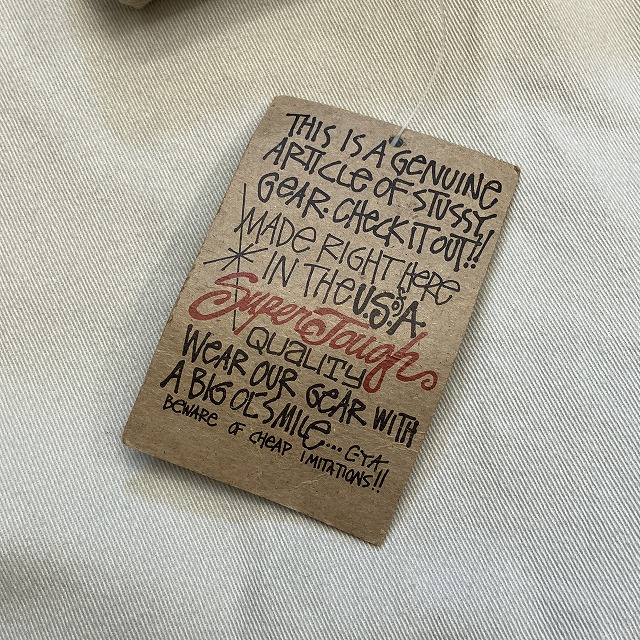 THIS IS A GENUINE
ARTICLE OF STUSSY
GEAR. CHECK IT OUT!!
MADE RIGHT HERE
IN THE U.S. of A.
Super Tough
QUALITY
WEAR OUR GEAR WITH
A BIG OL' SMILE... CYA
BEWARE OF CHEAP IMITATIONS!!